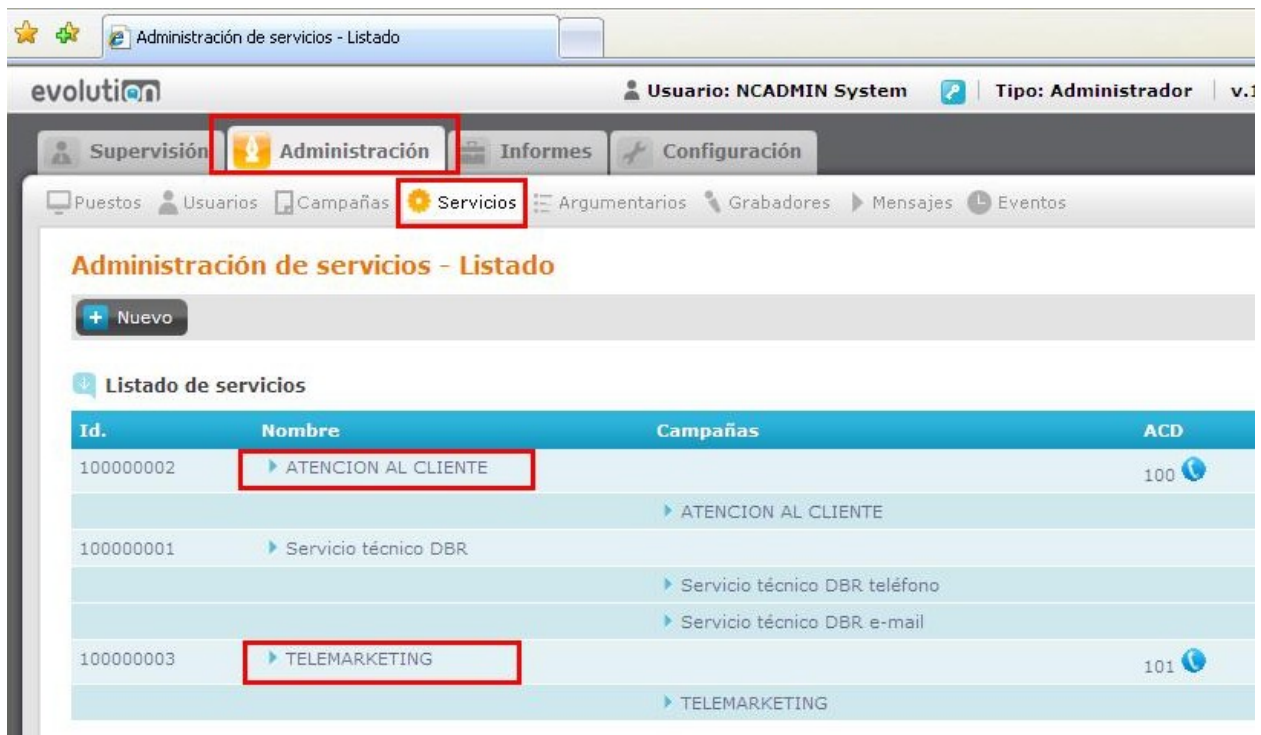 Administración de servicios - Listado
evolution
Usuario: NCADMIN System Tipo: Administrador v.1
Supervisión Administración Informes Configuración
Puestos Usuarios Campañas Servicios Argumentarios Grabadores Mensajes Eventos
Administración de servicios - Listado
Nuevo
Listado de servicios
Id. Nombre Campañas ACD
100000002 ATENCION AL CLIENTE 100
ATENCION AL CLIENTE
100000001 Servicio técnico DBR
Servicio técnico DBR teléfono
Servicio técnico DBR e-mail
100000003 TELEMARKETING 101
TELEMARKETING